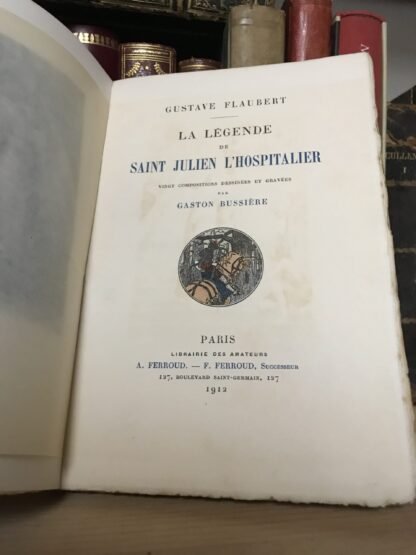 GUSTAVE FLAUBERT
LA LÉGENDE
DE
SAINT JULIEN L'HOSPITALIER
VINGT COMPOSITIONS DESSINÉES ET GRAVÉES
PAR
GASTON BUSSIÈRE
PARIS
LIBRAIRIE DES AMATEURS
A. FERROUD. — F. FERROUD, SUCCESSEUR
127, BOULEVARD SAINT-GERMAIN, 127
1912